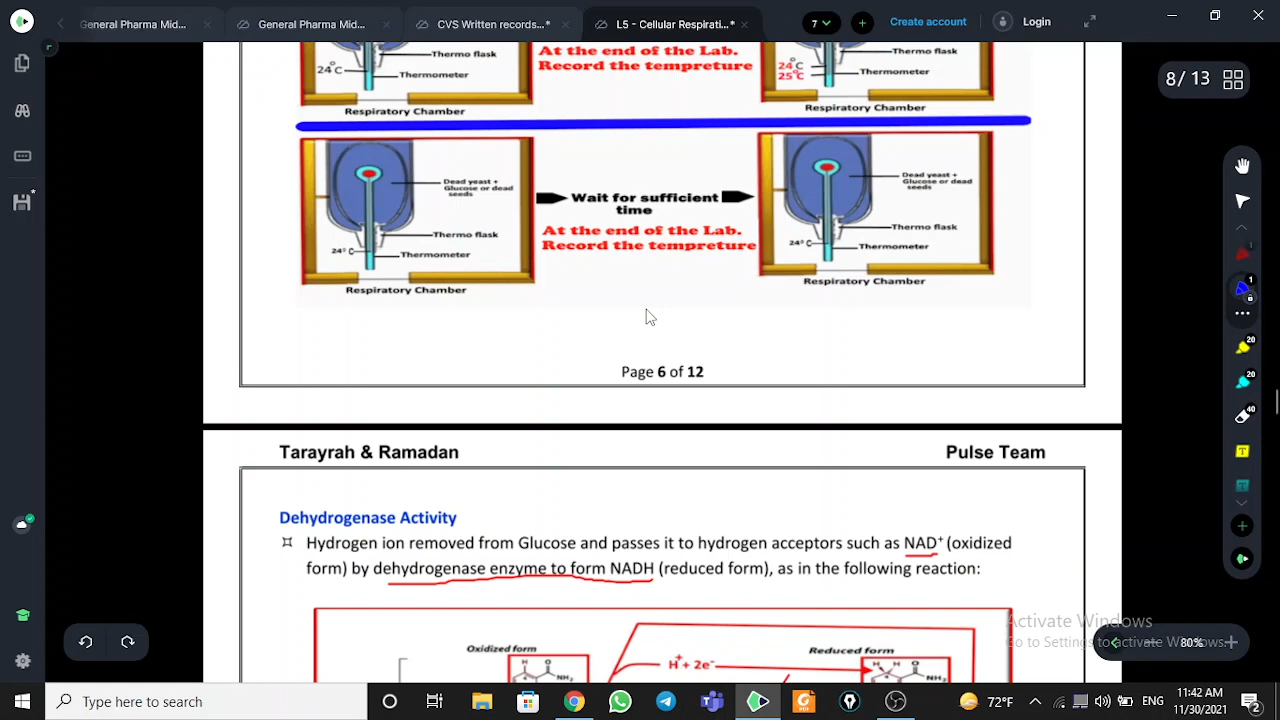 General Pharma Mid...*
General Pharma Mid...
CVS Written records...*
L5 - Cellular Respirati...*
7
Create account
Login
/ 13
Thermo flask
24°C
Thermometer
Respiratory Chamber
At the end of the Lab.
Record the tempreture
Thermo flask
24°C
25°C
Thermometer
Respiratory Chamber
Dead yeast +
Glucose or dead
seeds
Thermo flask
24° C
Thermometer
Respiratory Chamber
Wait for sufficient
time
At the end of the Lab.
Record the tempreture
Dead yeast +
Glucose or dead
seeds
Thermo flask
24° C
Thermometer
Respiratory Chamber
Page 6 of 12
Tarayrah & Ramadan
Pulse Team
Dehydrogenase Activity
¤ Hydrogen ion removed from Glucose and passes it to hydrogen acceptors such as NAD⁺ (oxidized
form) by dehydrogenase enzyme to form NADH (reduced form), as in the following reaction:
Oxidized form
H⁺ + 2e⁻
Reduced form
H O
NH₂
H H O
NH₂
1
1
20
20
40
T
Activate Windows
Go to Settings to activate Windows.
Type here to search
72°F
ENG
11:42 AM
11/30/2021